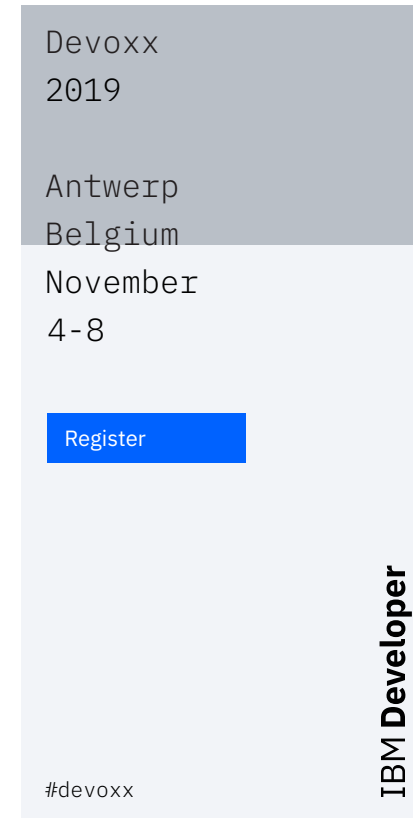 Devoxx
2019
Antwerp
Belgium
November
4-8
Register
IBM Developer
#devoxx